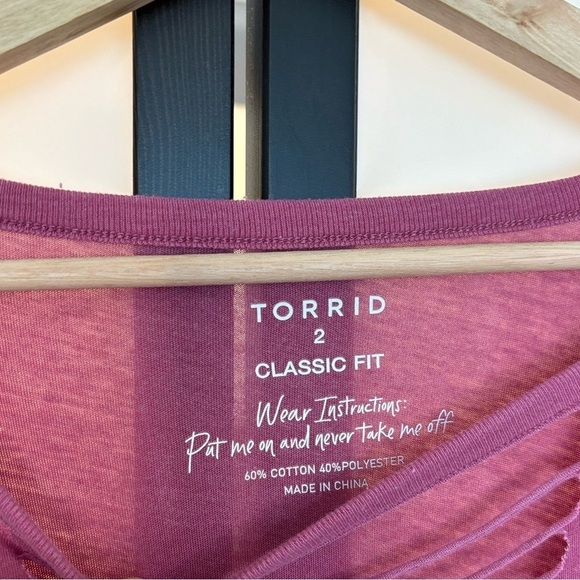 TORRID
2
CLASSIC FIT
Wear Instructions:
Put me on and never take me off
60% COTTON 40%POLYESTER
MADE IN CHINA